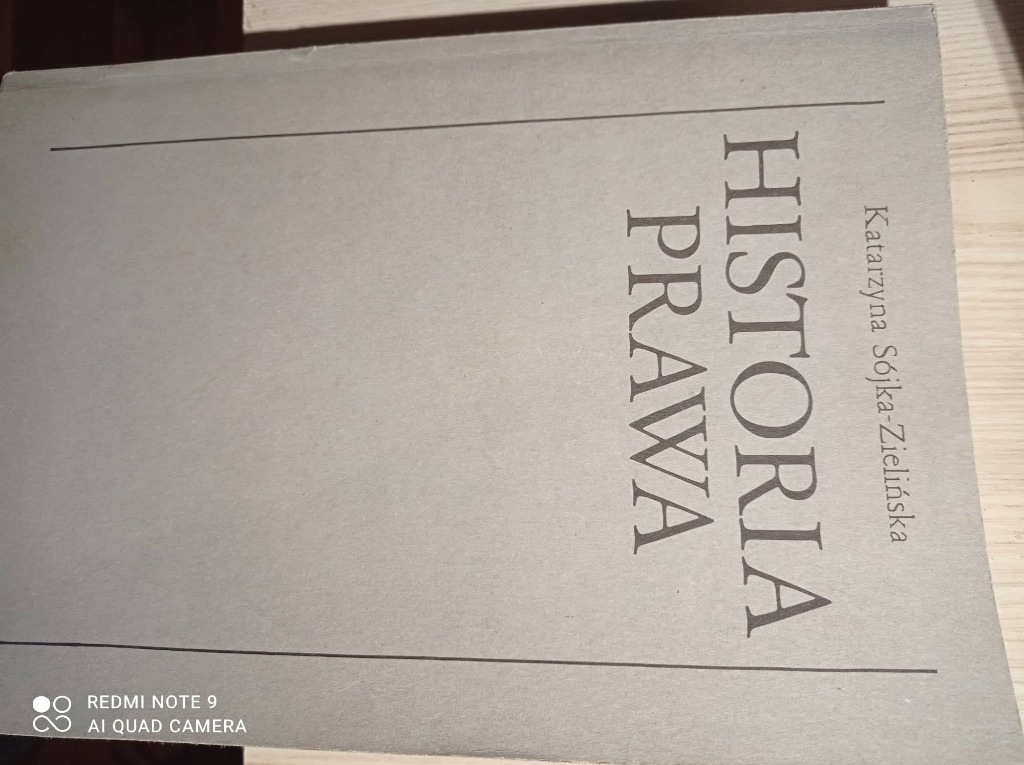 Katarzyna Sójka-Zielińska
HISTORIA
PRAWA
REDMI NOTE 9
AI QUAD CAMERA